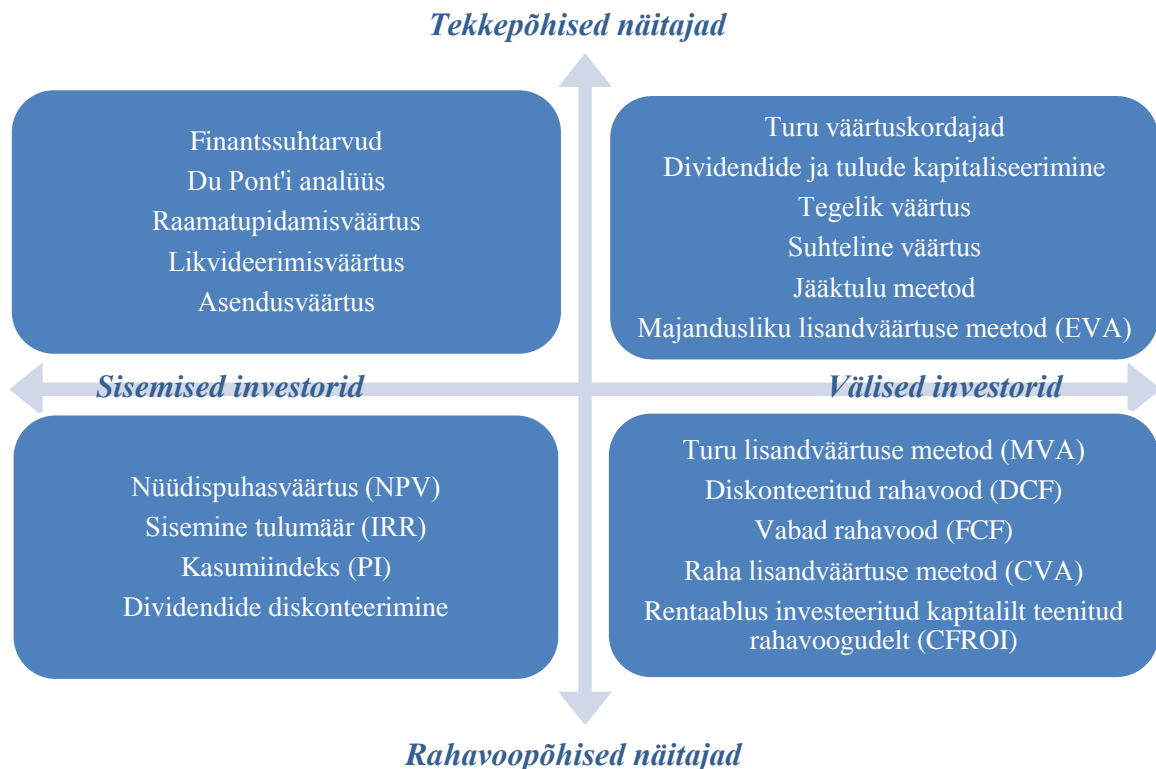 Tekkepõhised näitajad
Finantssuhtarvud
Du Pont'i analüüs
Raamatupidamisväärtus
Likvideerimisväärtus
Asendusväärtus
Turu väärtuskordajad
Dividendide ja tulude kapitaliseerimine
Tegelik väärtus
Suhteline väärtus
Jääktulu meetod
Majandusliku lisandväärtuse meetod (EVA)
Sisemised investorid
Välised investorid
Nüüdispuhasväärtus (NPV)
Sisemine tulumäär (IRR)
Kasumiindeks (PI)
Dividendide diskonteerimine
Turu lisandväärtuse meetod (MVA)
Diskonteeritud rahavood (DCF)
Vabad rahavood (FCF)
Raha lisandväärtuse meetod (CVA)
Rentaablus investeeritud kapitalilt teenitud
rahavoogudelt (CFROI)
Rahavoopõhised näitajad